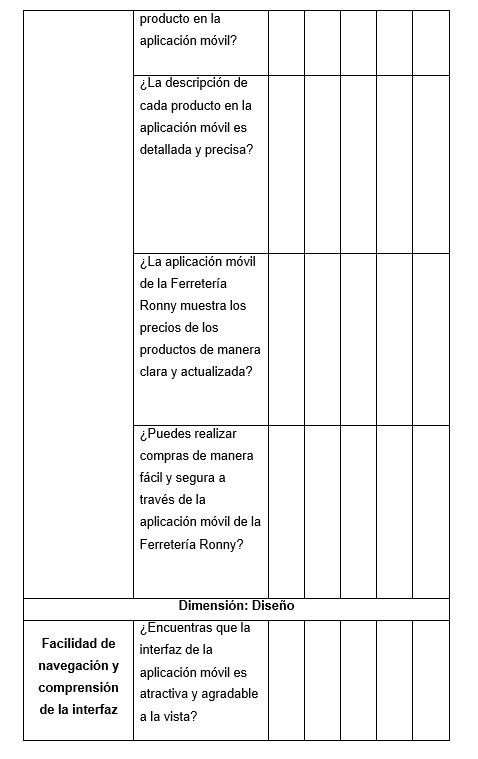 producto en la
aplicación móvil?
¿La descripción de
cada producto en la
aplicación móvil es
detallada y precisa?
¿La aplicación móvil
de la Ferretería
Ronny muestra los
precios de los
productos de manera
clara y actualizada?
¿Puedes realizar
compras de manera
fácil y segura a
través de la
aplicación móvil de la
Ferretería Ronny?
Dimensión: Diseño
Facilidad de
navegación y
comprensión
de la interfaz
¿Encuentras que la
interfaz de la
aplicación móvil es
atractiva y agradable
a la vista?